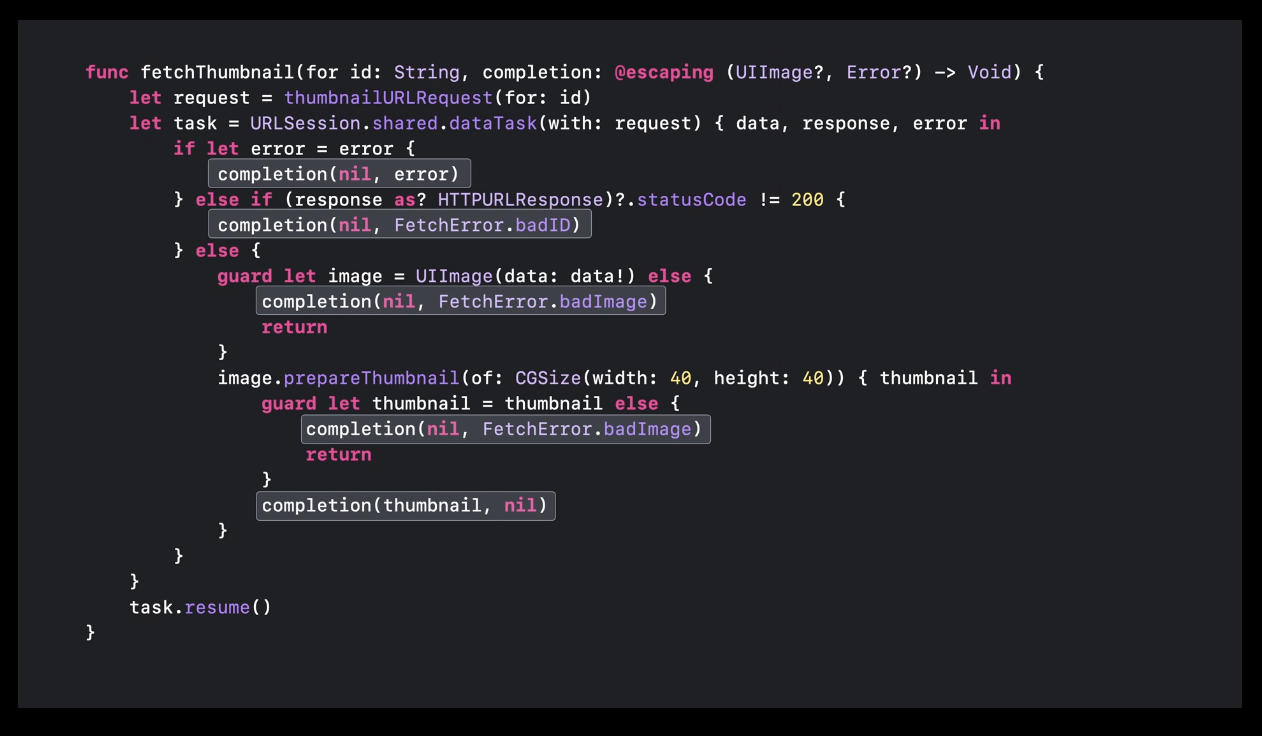 func fetchThumbnail(for id: String, completion: @escaping (UIImage?, Error?) -> Void) {
    let request = thumbnailURLRequest(for: id)
    let task = URLSession.shared.dataTask(with: request) { data, response, error in
        if let error = error {
            completion(nil, error)
        } else if (response as? HTTPURLResponse)?.statusCode != 200 {
            completion(nil, FetchError.badID)
        } else {
            guard let image = UIImage(data: data!) else {
                completion(nil, FetchError.badImage)
                return
            }
            image.prepareThumbnail(of: CGSize(width: 40, height: 40)) { thumbnail in
                guard let thumbnail = thumbnail else {
                    completion(nil, FetchError.badImage)
                    return
                }
                completion(thumbnail, nil)
            }
        }
    }
    task.resume()
}